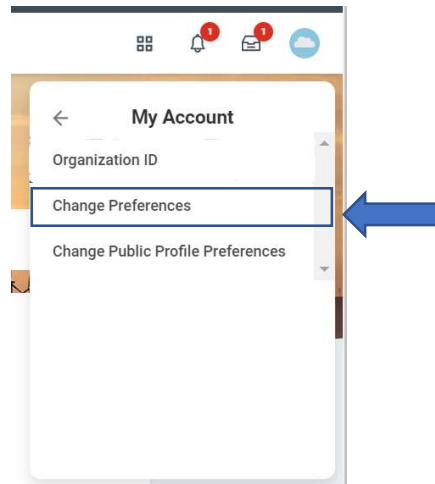 1
1
My Account
Organization ID
Change Preferences
Change Public Profile Preferences